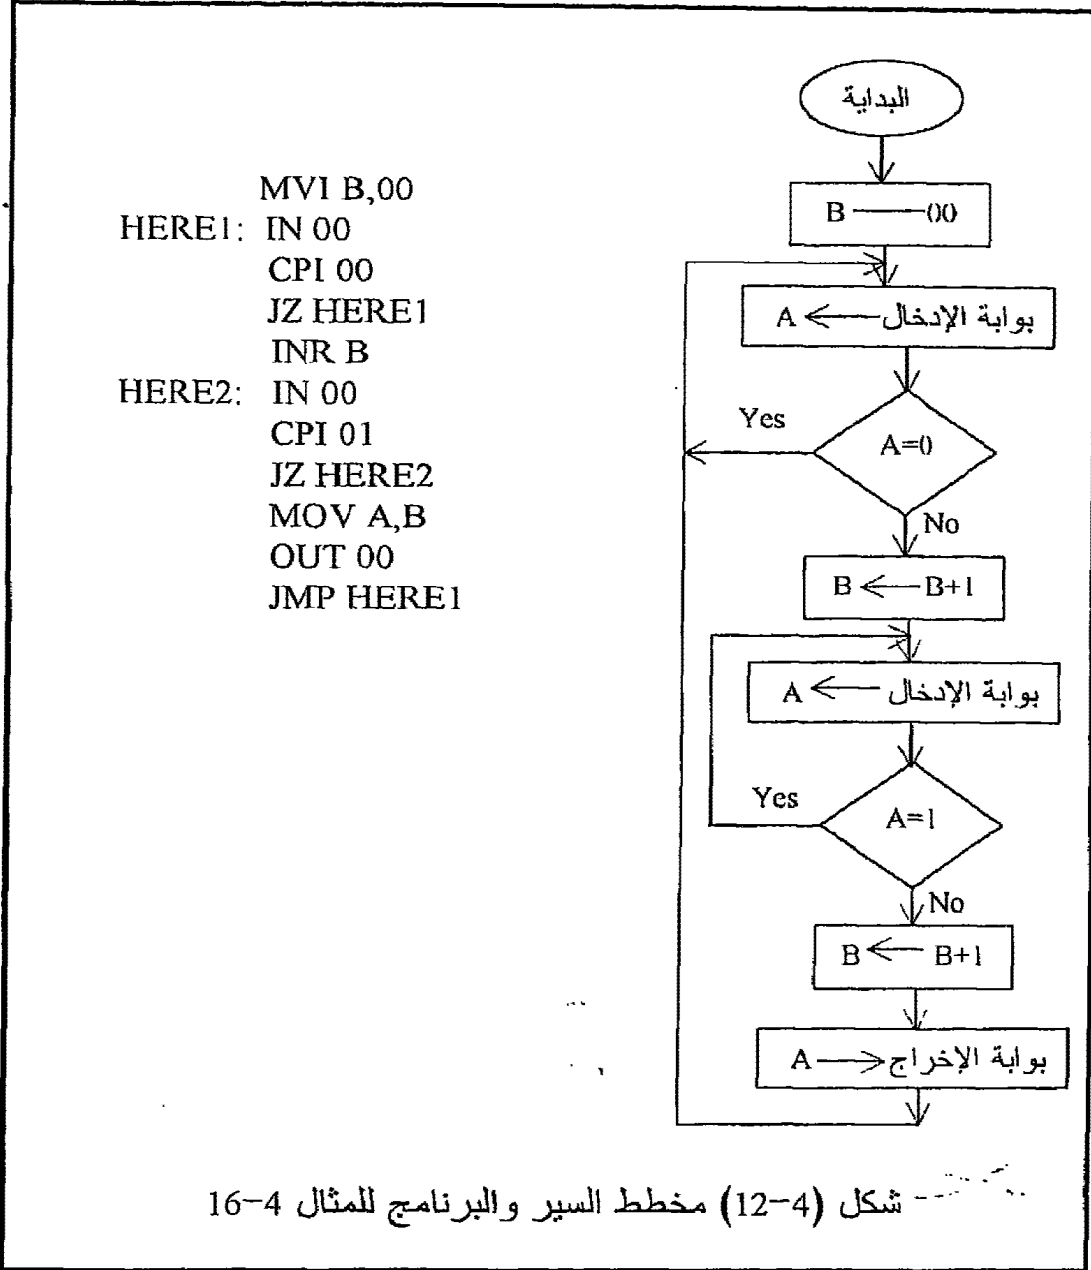 MVI B,00
HERE1: IN 00
CPI 00
JZ HERE1
INR B
HERE2: IN 00
CPI 01
JZ HERE2
MOV A,B
OUT 00
JMP HERE1
البداية
B 00
A بوابة الإدخال
A=0
Yes
No
B B+1
A بوابة الإدخال
A=1
Yes
No
B B+1
A بوابة الإخراج
شكل (4-12) مخطط السير والبرنامج للمثال 4-16